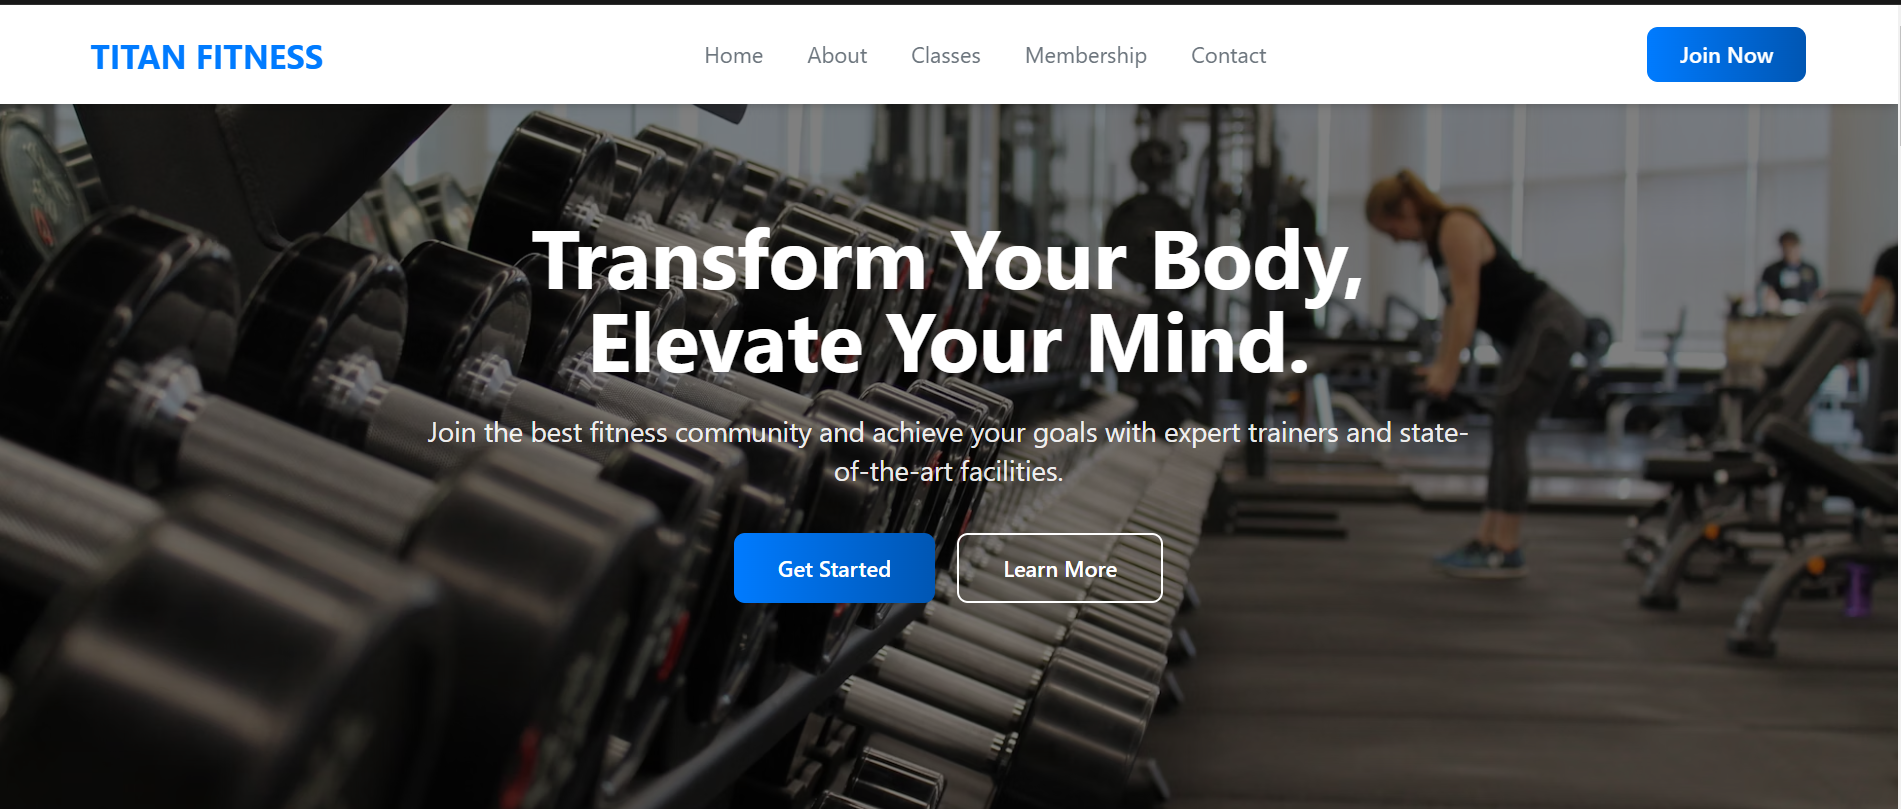 TITAN FITNESS
Home
About
Classes
Membership
Contact
Join Now
Transform Your Body,
Elevate Your Mind.
Join the best fitness community and achieve your goals with expert trainers and state-
of-the-art facilities.
Get Started
Learn More